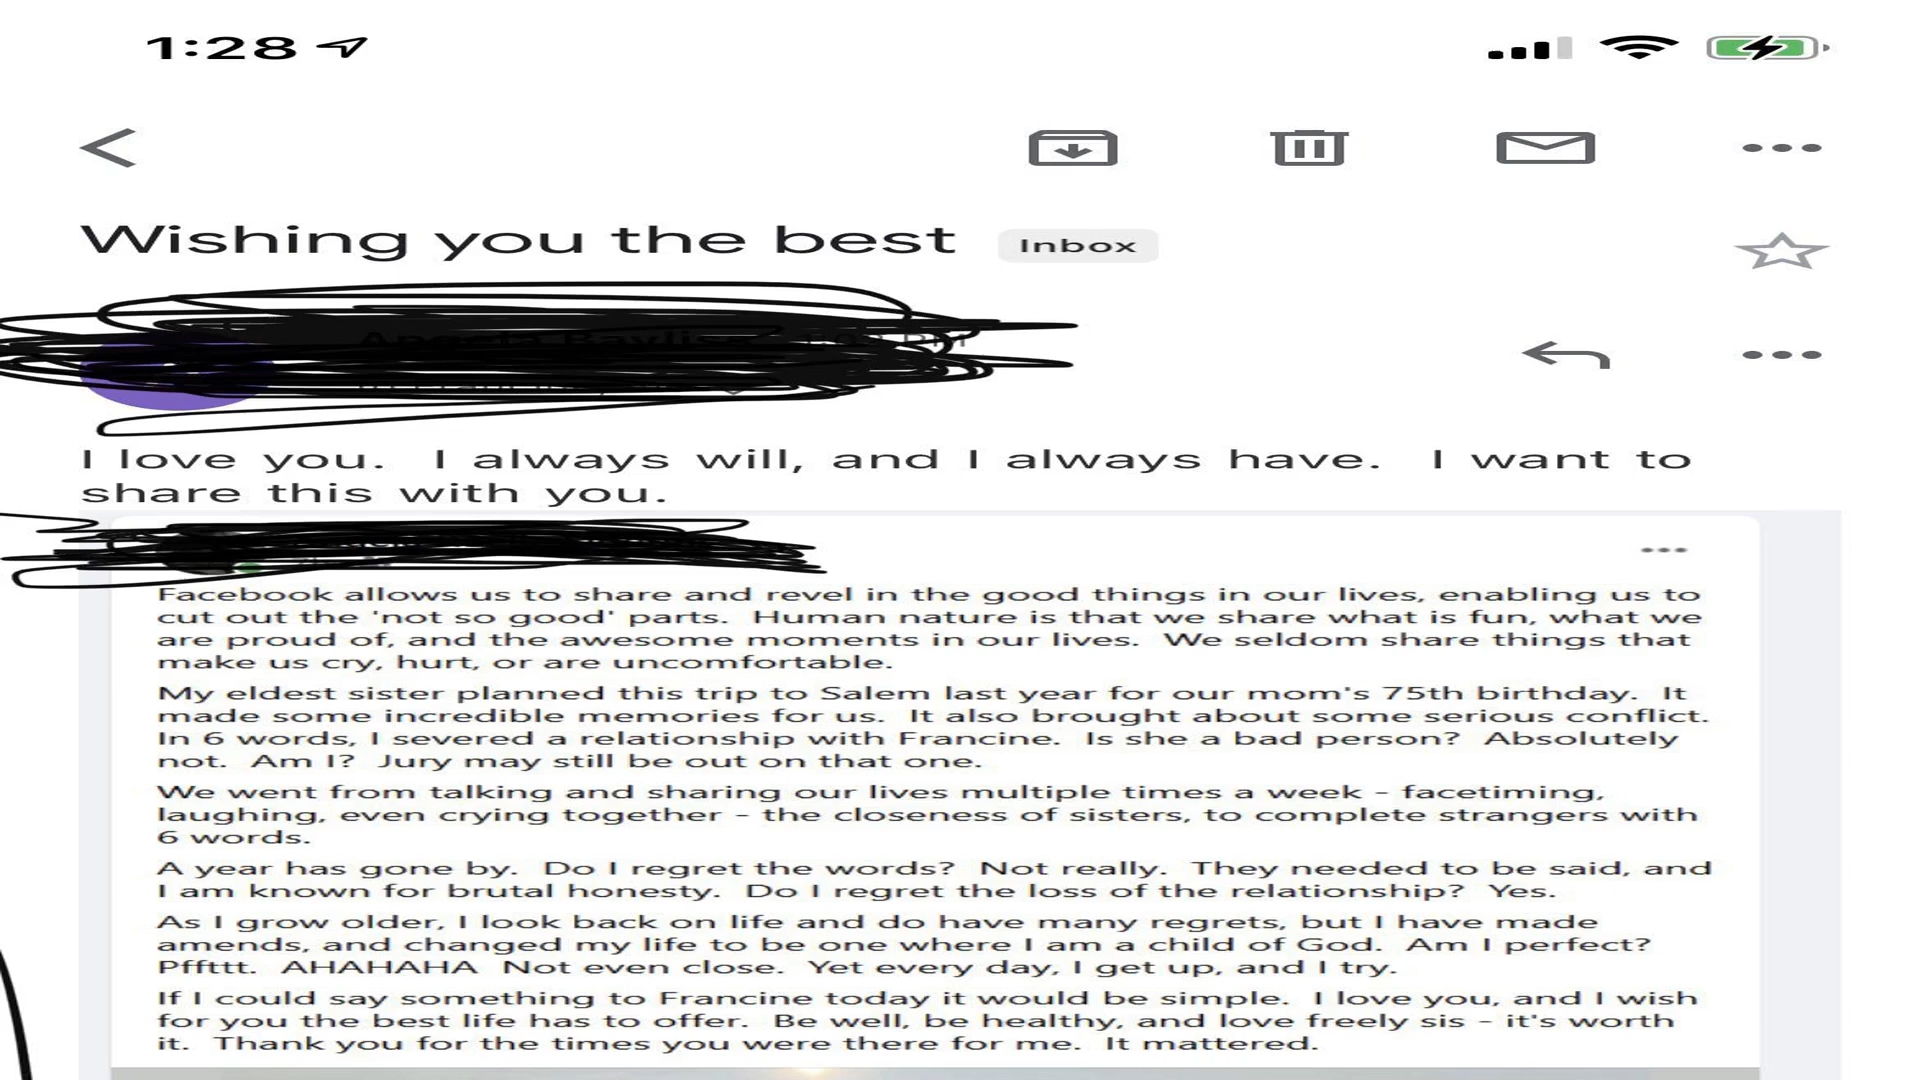 1:28
Wishing you the best Inbox
I love you. I always will, and I always have. I want to
share this with you.
Facebook allows us to share and revel in the good things in our lives, enabling us to
cut out the 'not so good' parts. Human nature is that we share what is fun, what we
are proud of, and the awesome moments in our lives. We seldom share things that
make us cry, hurt, or are uncomfortable.
My eldest sister planned this trip to Salem last year for our mom's 75th birthday. It
made some incredible memories for us. It also brought about some serious conflict.
In 6 words, I severed a relationship with Francine. Is she a bad person? Absolutely
not. Am I? Jury may still be out on that one.
We went from talking and sharing our lives multiple times a week - facetiming,
laughing, even crying together - the closeness of sisters, to complete strangers with
6 words.
A year has gone by. Do I regret the words? Not really. They needed to be said, and
I am known for brutal honesty. Do I regret the loss of the relationship? Yes.
As I grow older, I look back on life and do have many regrets, but I have made
amends, and changed my life to be one where I am a child of God. Am I perfect?
Pffttt. AHAHAHA Not even close. Yet every day, I get up, and I try.
If I could say something to Francine today it would be simple. I love you, and I wish
for you the best life has to offer. Be well, be healthy, and love freely sis - it's worth
it. Thank you for the times you were there for me. It mattered.